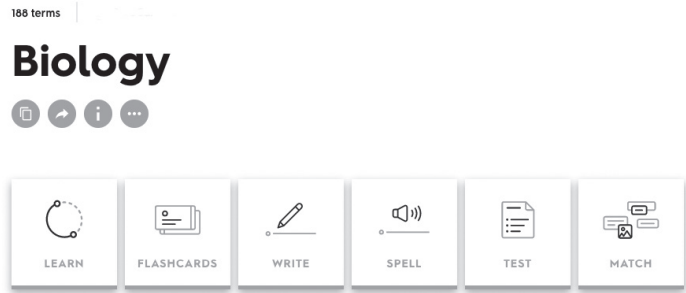 188 terms
Biology
LEARN
FLASHCARDS
WRITE
SPELL
TEST
MATCH